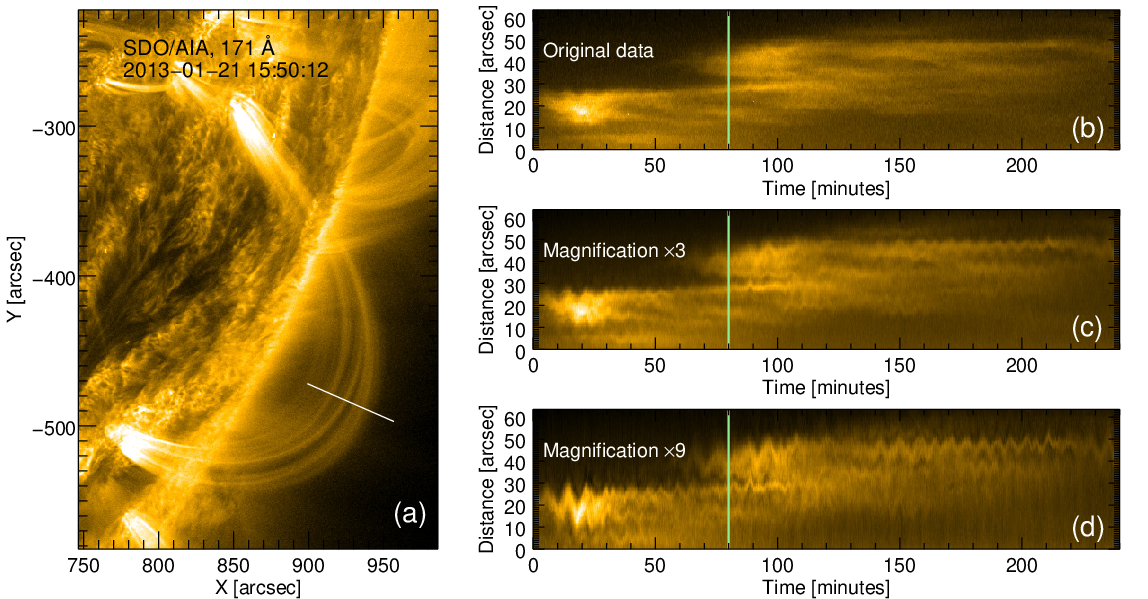 SDO/AIA, 171 Å
2013−01−21 15:50:12
−300
−400
−500
Y [arcsec]
750 800 850 900 950
X [arcsec]
(a)
60
50
40
30
20
10
0
Distance [arcsec]
Original data
(b)
0 50 100 150 200
Time [minutes]
60
50
40
30
20
10
0
Distance [arcsec]
Magnification ×3
(c)
0 50 100 150 200
Time [minutes]
60
50
40
30
20
10
0
Distance [arcsec]
Magnification ×9
(d)
0 50 100 150 200
Time [minutes]